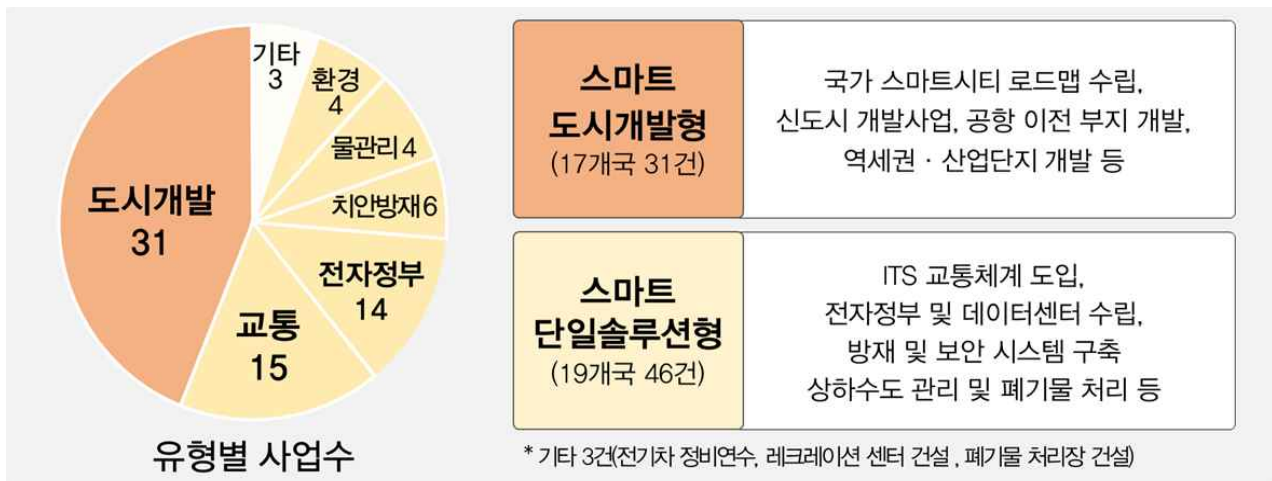 기타
3
환경
4
물관리 4
치안방재 6
전자정부
14
교통
15
도시개발
31
유형별 사업수
스마트
도시개발형
(17개국 31건)
국가 스마트시티 로드맵 수립,
신도시 개발사업, 공항 이전 부지 개발,
역세권 · 산업단지 개발 등
스마트
단일솔루션형
(19개국 46건)
ITS 교통체계 도입,
전자정부 및 데이터센터 수립,
방재 및 보안 시스템 구축
상하수도 관리 및 폐기물 처리 등
* 기타 3건(전기차 정비연수, 레크레이션 센터 건설 , 폐기물 처리장 건설)